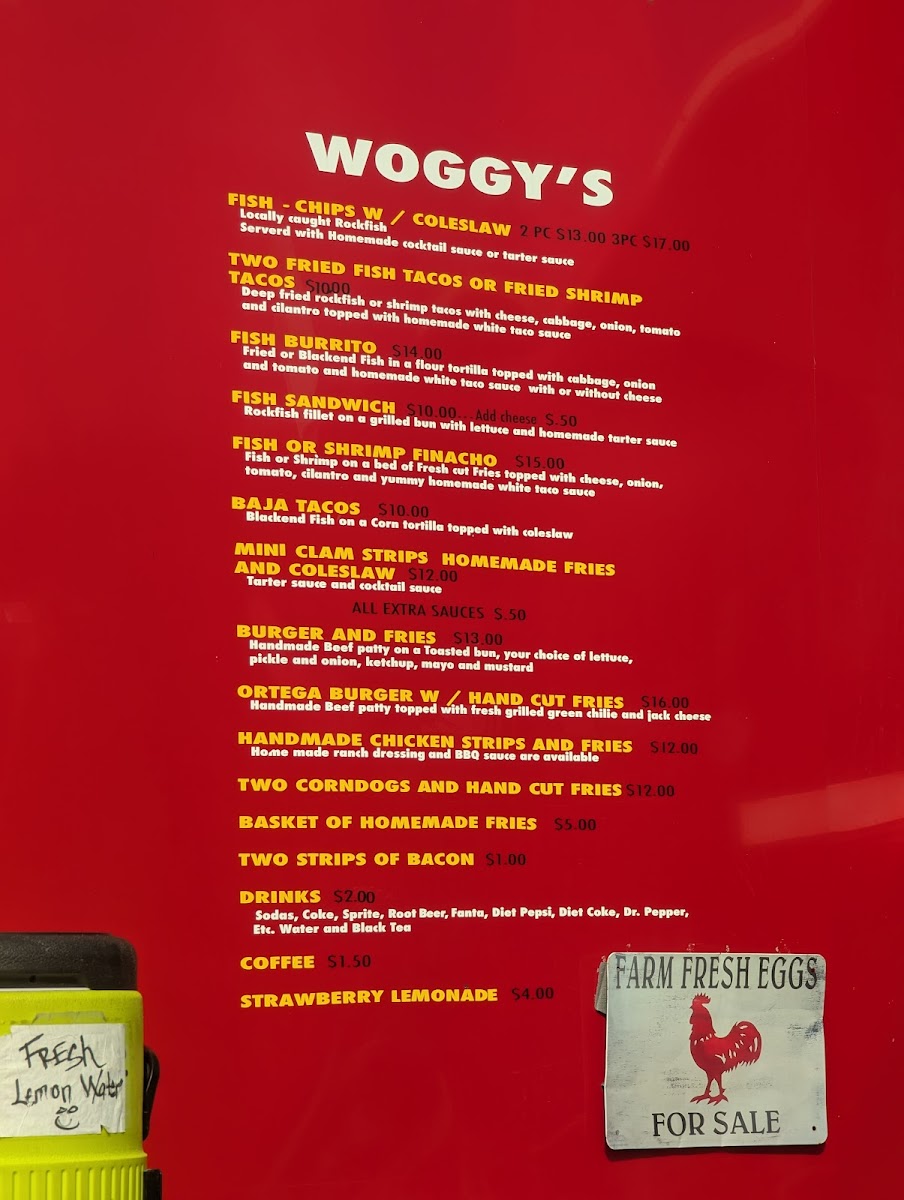 WOGGY'S
FISH - CHIPS W / COLESLAW 2 PC $13.00 3PC $17.00
Locally caught Rockfish
Serverd with Homemade cocktail sauce or tarter sauce
TWO FRIED FISH TACOS OR FRIED SHRIMP
TACOS $10.00
Deep fried rockfish or shrimp tacos with cheese, cabbage, onion, tomato
and cilantro topped with homemade white taco sauce
FISH BURRITO $14.00
Fried or Blackend Fish in a flour tortilla topped with cabbage, onion
and tomato and homemade white taco sauce with or without cheese
FISH SANDWICH $10.00...Add cheese $.50
Rockfish fillet on a grilled bun with lettuce and homemade tarter sauce
FISH OR SHRIMP FINACHO $15.00
Fish or Shrimp on a bed of Fresh cut Fries topped with cheese, onion,
tomato, cilantro and yummy homemade white taco sauce
BAJA TACOS $10.00
Blackend Fish on a Corn tortilla topped with coleslaw
MINI CLAM STRIPS HOMEMADE FRIES
AND COLESLAW $12.00
Tarter sauce and cocktail sauce
ALL EXTRA SAUCES $.50
BURGER AND FRIES $13.00
Handmade Beef patty on a Toasted bun, your choice of lettuce,
pickle and onion, ketchup, mayo and mustard
ORTEGA BURGER W / HAND CUT FRIES $16.00
Handmade Beef patty topped with fresh grilled green chilie and Jack cheese
HANDMADE CHICKEN STRIPS AND FRIES $12.00
Home made ranch dressing and BBQ sauce are available
TWO CORNDOGS AND HAND CUT FRIES $12.00
BASKET OF HOMEMADE FRIES $5.00
TWO STRIPS OF BACON $1.00
DRINKS $2.00
Sodas, Coke, Sprite, Root Beer, Fanta, Diet Pepsi, Diet Coke, Dr. Pepper,
Etc. Water and Black Tea
COFFEE $1.50
STRAWBERRY LEMONADE $4.00
FARM FRESH EGGS
FOR SALE
FRESH
Lemon Water